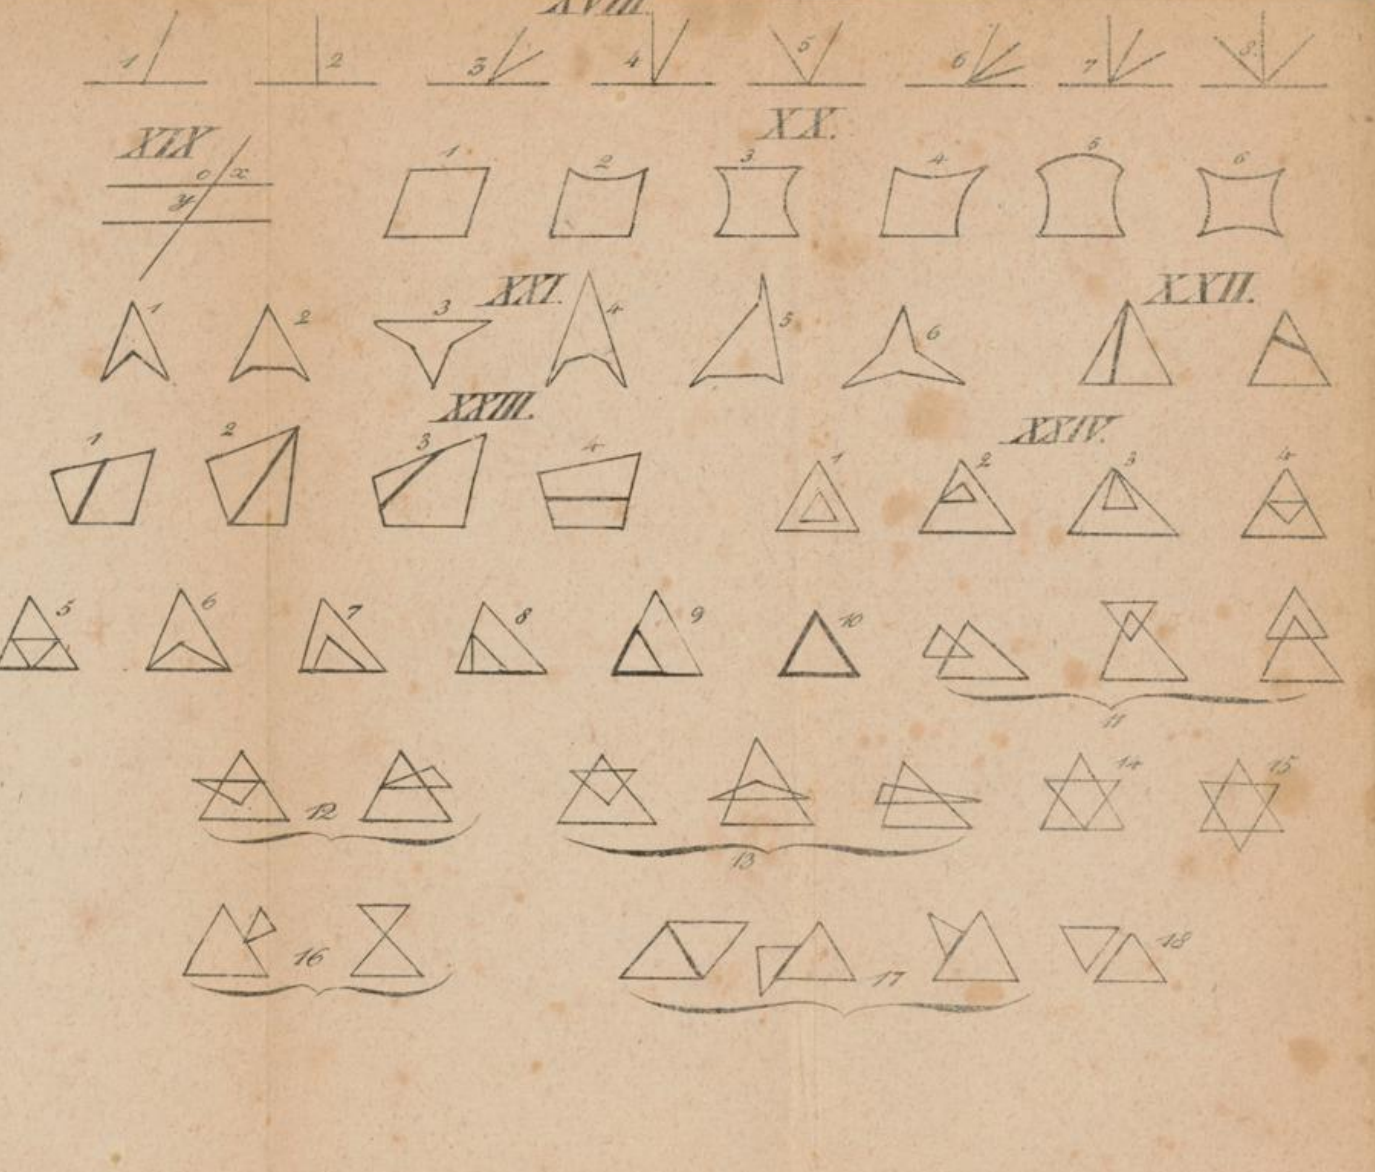 XVIII.
1 2 3 4 5 6 7 8.
XIX
o x
y
XX.
1 2 3 4 5 6
XXI.
1 2 3 4 5 6
XXII.
XXIII.
1 2 3 4
XXIV.
1 2 3 4
5 6 7 8 9 10
11
12 13 14 15
16 17 18